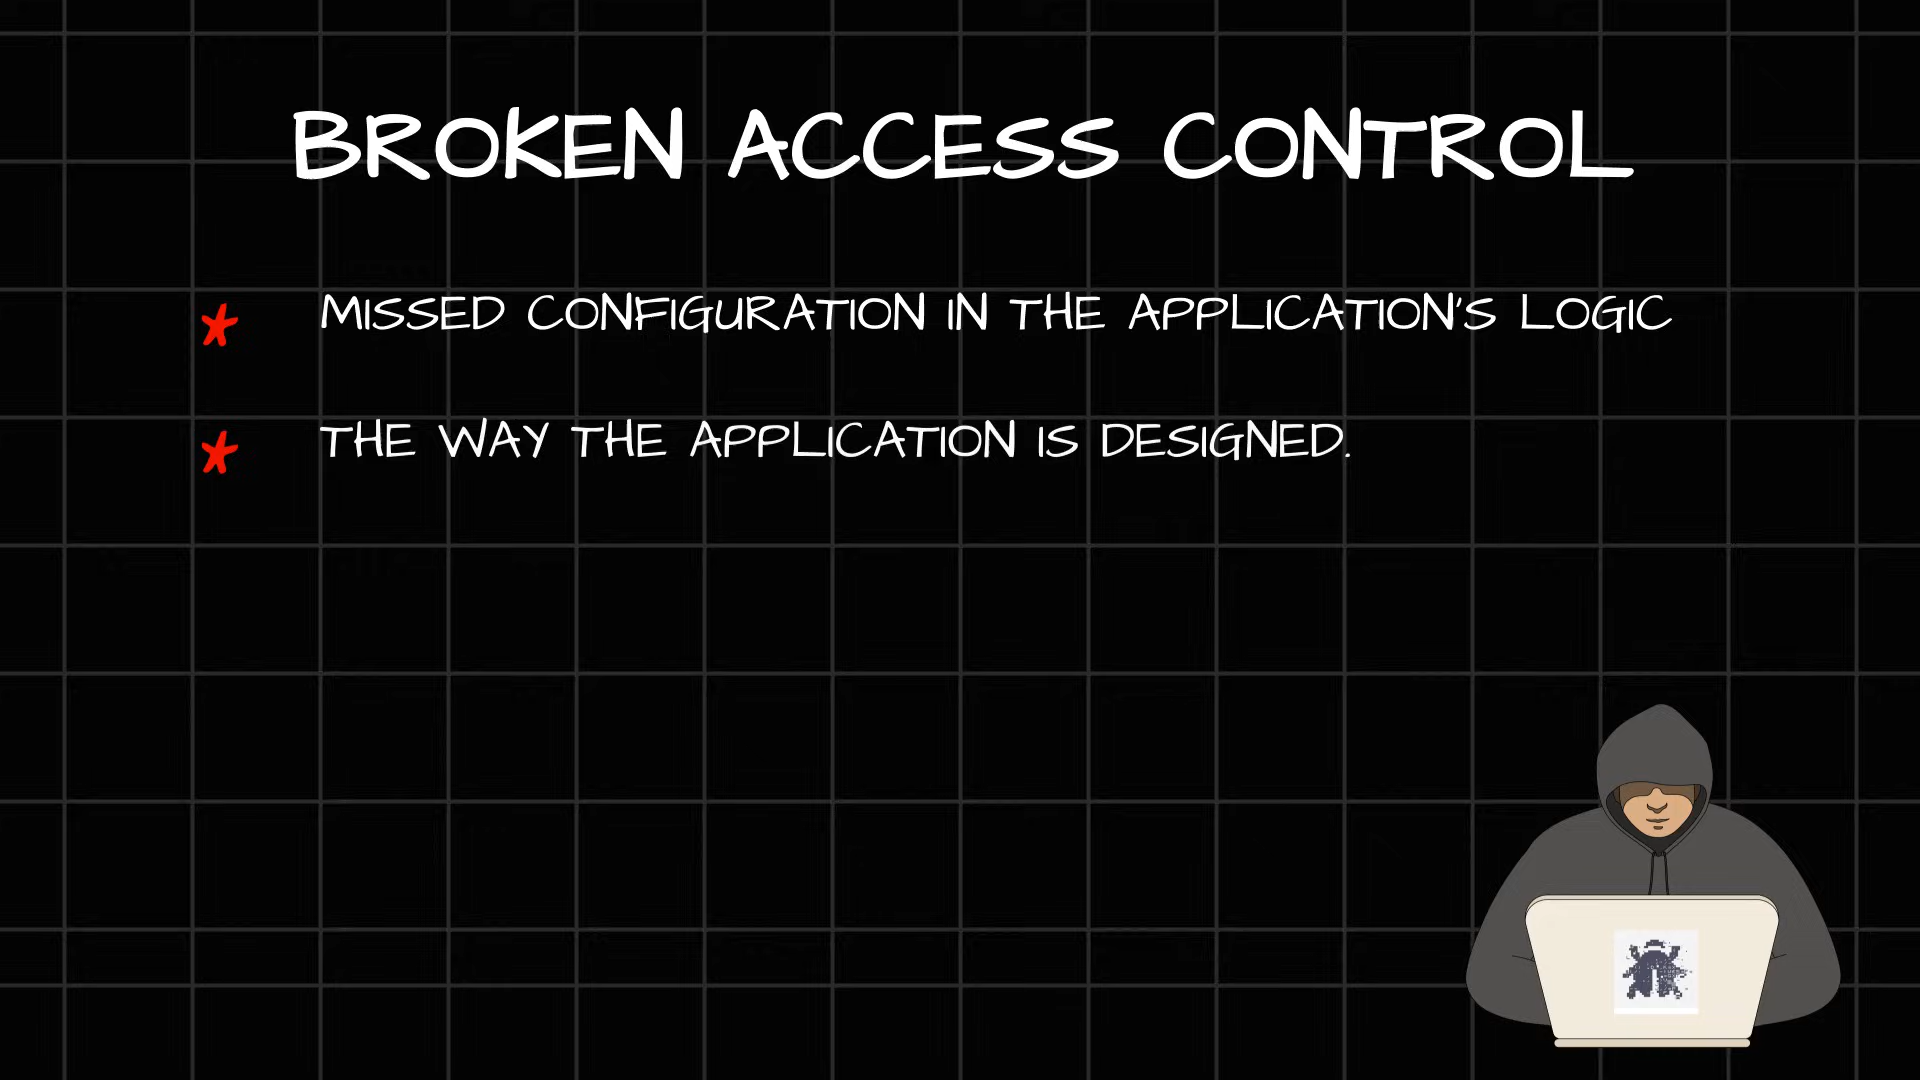 BROKEN ACCESS CONTROL
MISSED CONFIGURATION IN THE APPLICATION'S LOGIC
THE WAY THE APPLICATION IS DESIGNED.